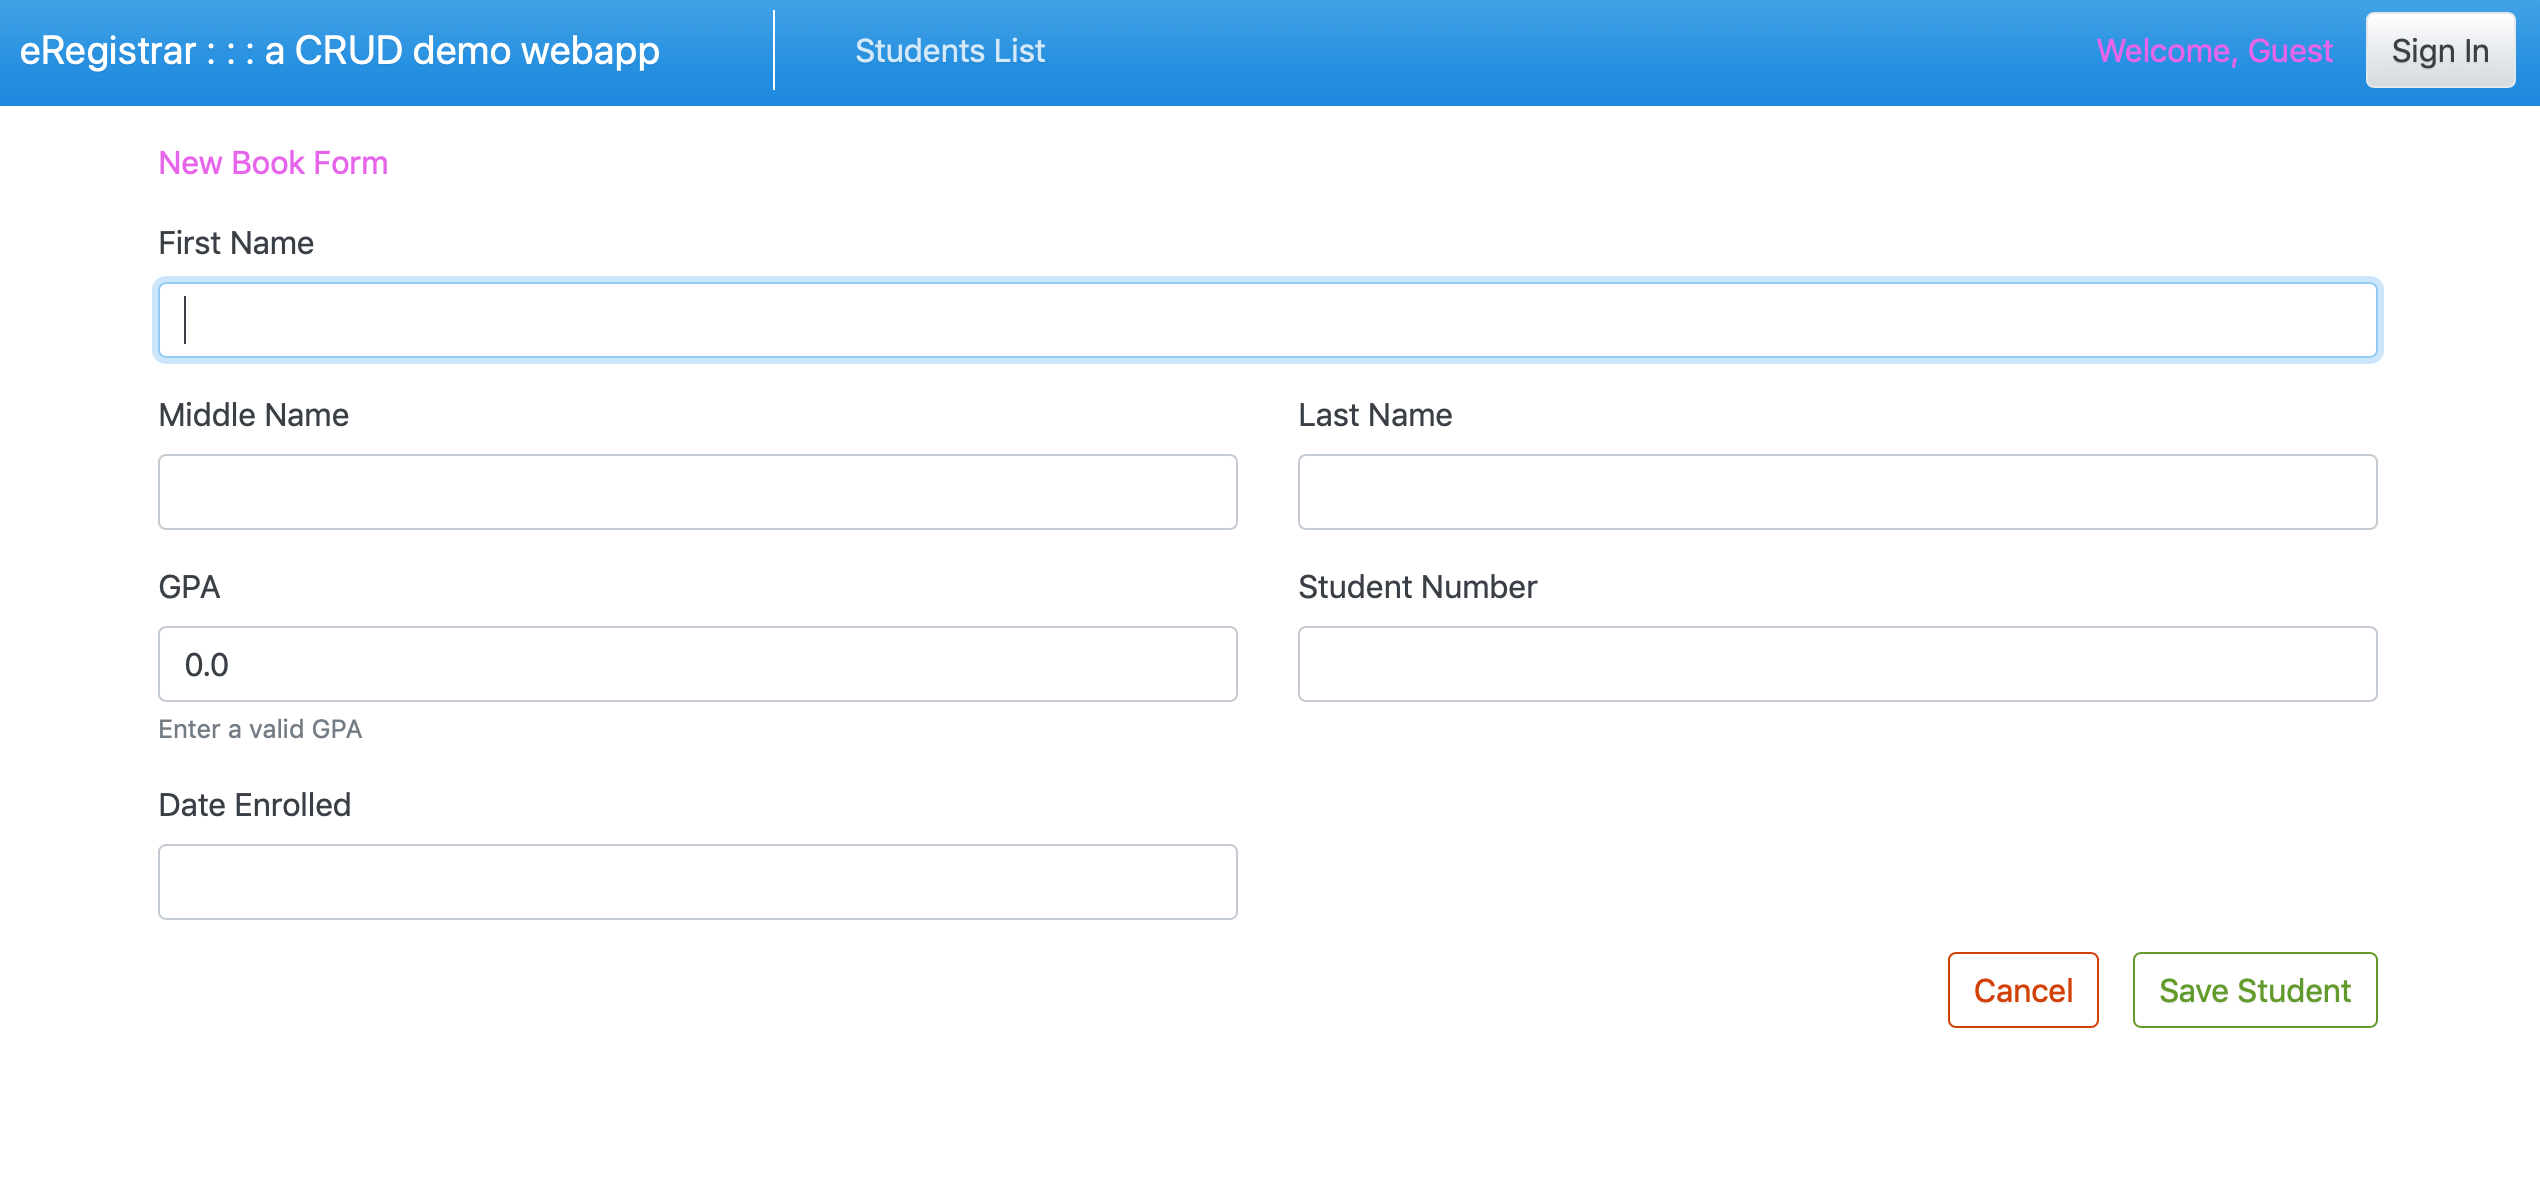 eRegistrar : : : a CRUD demo webapp
Students List
Welcome, Guest
Sign In
New Book Form
First Name
Middle Name
Last Name
GPA
Student Number
0.0
Enter a valid GPA
Date Enrolled
Cancel
Save Student